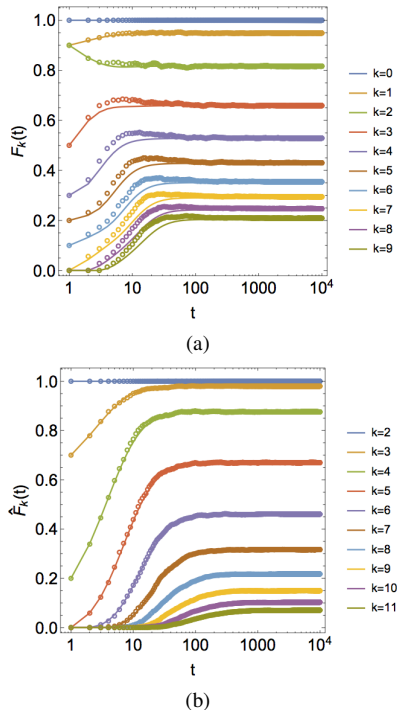 1.0
0.8
0.6
0.4
0.2
0.0
F_k(t)
1 10 100 1000 10^4
t
k=0
k=1
k=2
k=3
k=4
k=5
k=6
k=7
k=8
k=9
(a)
1.0
0.8
0.6
0.4
0.2
0.0
F̂_k(t)
1 10 100 1000 10^4
t
k=2
k=3
k=4
k=5
k=6
k=7
k=8
k=9
k=10
k=11
(b)